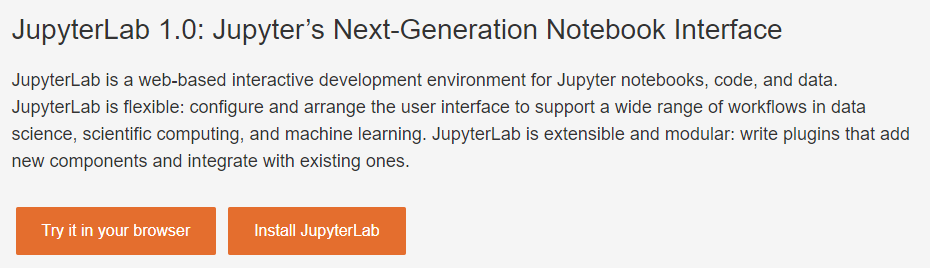 JupyterLab 1.0: Jupyter’s Next-Generation Notebook Interface
JupyterLab is a web-based interactive development environment for Jupyter notebooks, code, and data.
JupyterLab is flexible: configure and arrange the user interface to support a wide range of workflows in data
science, scientific computing, and machine learning. JupyterLab is extensible and modular: write plugins that add
new components and integrate with existing ones.
Try it in your browser
Install JupyterLab